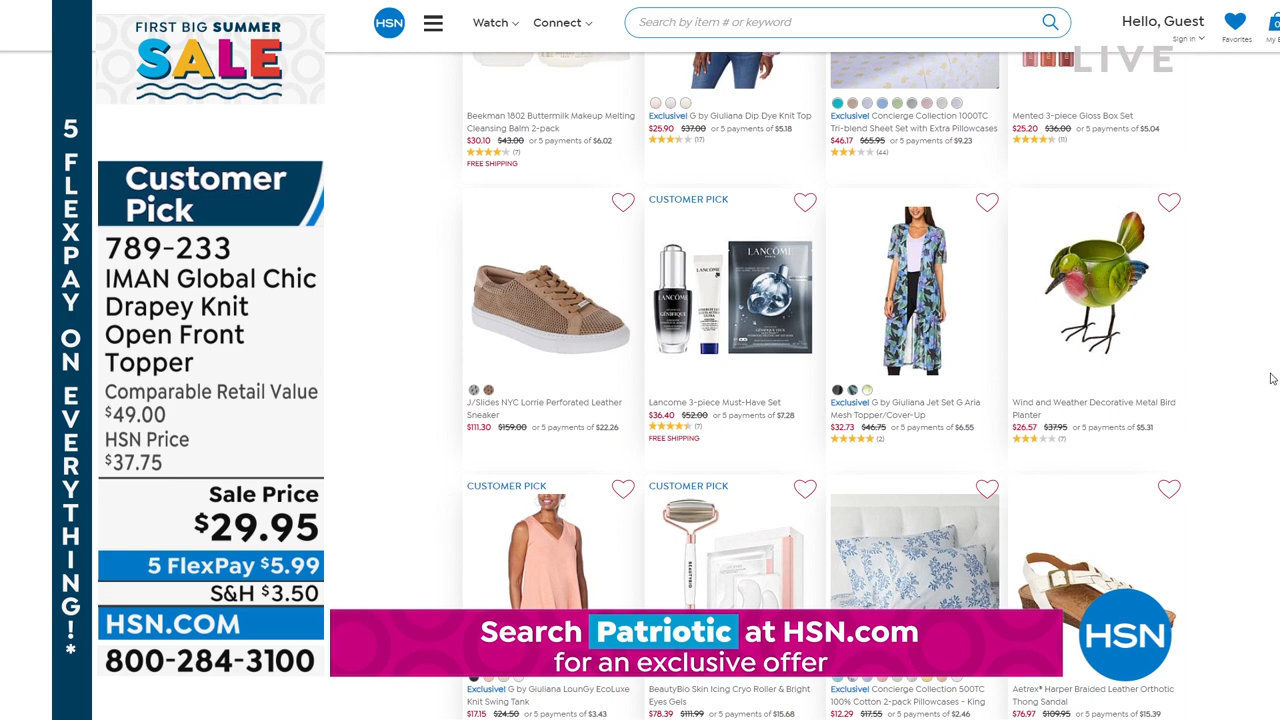 FIRST BIG SUMMER
SALE
5 FLEXPAY ON EVERYTHING!*
Customer
Pick
789-233
IMAN Global Chic
Drapey Knit
Open Front
Topper
Comparable Retail Value
$49.00
HSN Price
$37.75
Sale Price
$29.95
5 FlexPay $5.99
S&H $3.50
HSN.COM
800-284-3100
HSN
Watch
Connect
Search by item # or keyword
Hello, Guest
Sign In
Favorites
0
LIVE
Beekman 1802 Buttermilk Makeup Melting
Cleansing Balm 2-pack
$30.10 $43.00 or 5 payments of $6.02
(7)
FREE SHIPPING
Exclusive! G by Giuliana Dip Dye Knit Top
$25.90 $37.00 or 5 payments of $5.18
(17)
Exclusive! Concierge Collection 1000TC
Tri-blend Sheet Set with Extra Pillowcases
$46.17 $65.95 or 5 payments of $9.23
(44)
Mented 3-piece Gloss Box Set
$25.20 $36.00 or 5 payments of $5.04
(11)
J/Slides NYC Lorrie Perforated Leather
Sneaker
$111.30 $159.00 or 5 payments of $22.26
CUSTOMER PICK
LANCÔME
GÉNIFIQUE
LANCÔME
LANCÔME
Lancome 3-piece Must-Have Set
$36.40 $52.00 or 5 payments of $7.28
(7)
FREE SHIPPING
Exclusive! G by Giuliana Jet Set G Aria
Mesh Topper/Cover-Up
$32.73 $46.75 or 5 payments of $6.55
(2)
Wind and Weather Decorative Metal Bird
Planter
$26.57 $37.95 or 5 payments of $5.31
(7)
CUSTOMER PICK
CUSTOMER PICK
BEAUTYBIO
Search Patriotic at HSN.com
for an exclusive offer
HSN
Exclusive! G by Giuliana LounGy EcoLuxe
Knit Swing Tank
$17.15 $24.50 or 5 payments of $3.43
BeautyBio Skin Icing Cryo Roller & Bright
Eyes Gels
$78.39 $111.99 or 5 payments of $15.68
Exclusive! Concierge Collection 500TC
100% Cotton 2-pack Pillowcases - King
$12.29 $17.55 or 5 payments of $2.46
Aetrex® Harper Braided Leather Orthotic
Thong Sandal
$76.97 $109.95 or 5 payments of $15.39